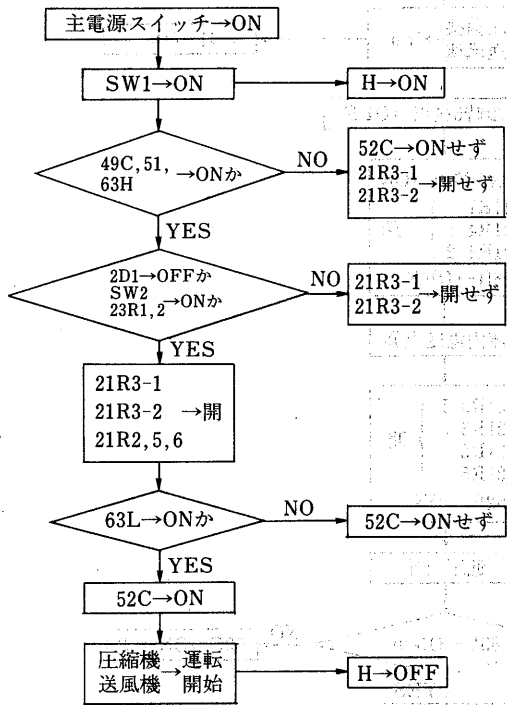 主電源スイッチ→ON
SW1→ON
H→ON
49C,51,
63H →ONか
NO
52C→ONせず
21R3-1
21R3-2 →開せず
YES
2D1→OFFか
SW2
23R1,2 →ONか
NO
21R3-1
21R3-2 →開せず
YES
21R3-1
21R3-2 →開
21R2,5,6
63L→ONか
NO
52C→ONせず
YES
52C→ON
圧縮機→運転
送風機 開始
H→OFF